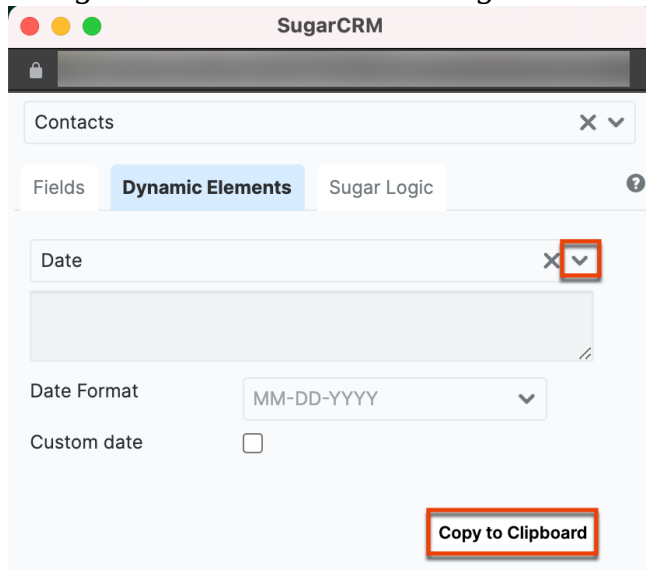 SugarCRM
Contacts
Fields
Dynamic Elements
Sugar Logic
Date
Date Format
MM-DD-YYYY
Custom date
Copy to Clipboard